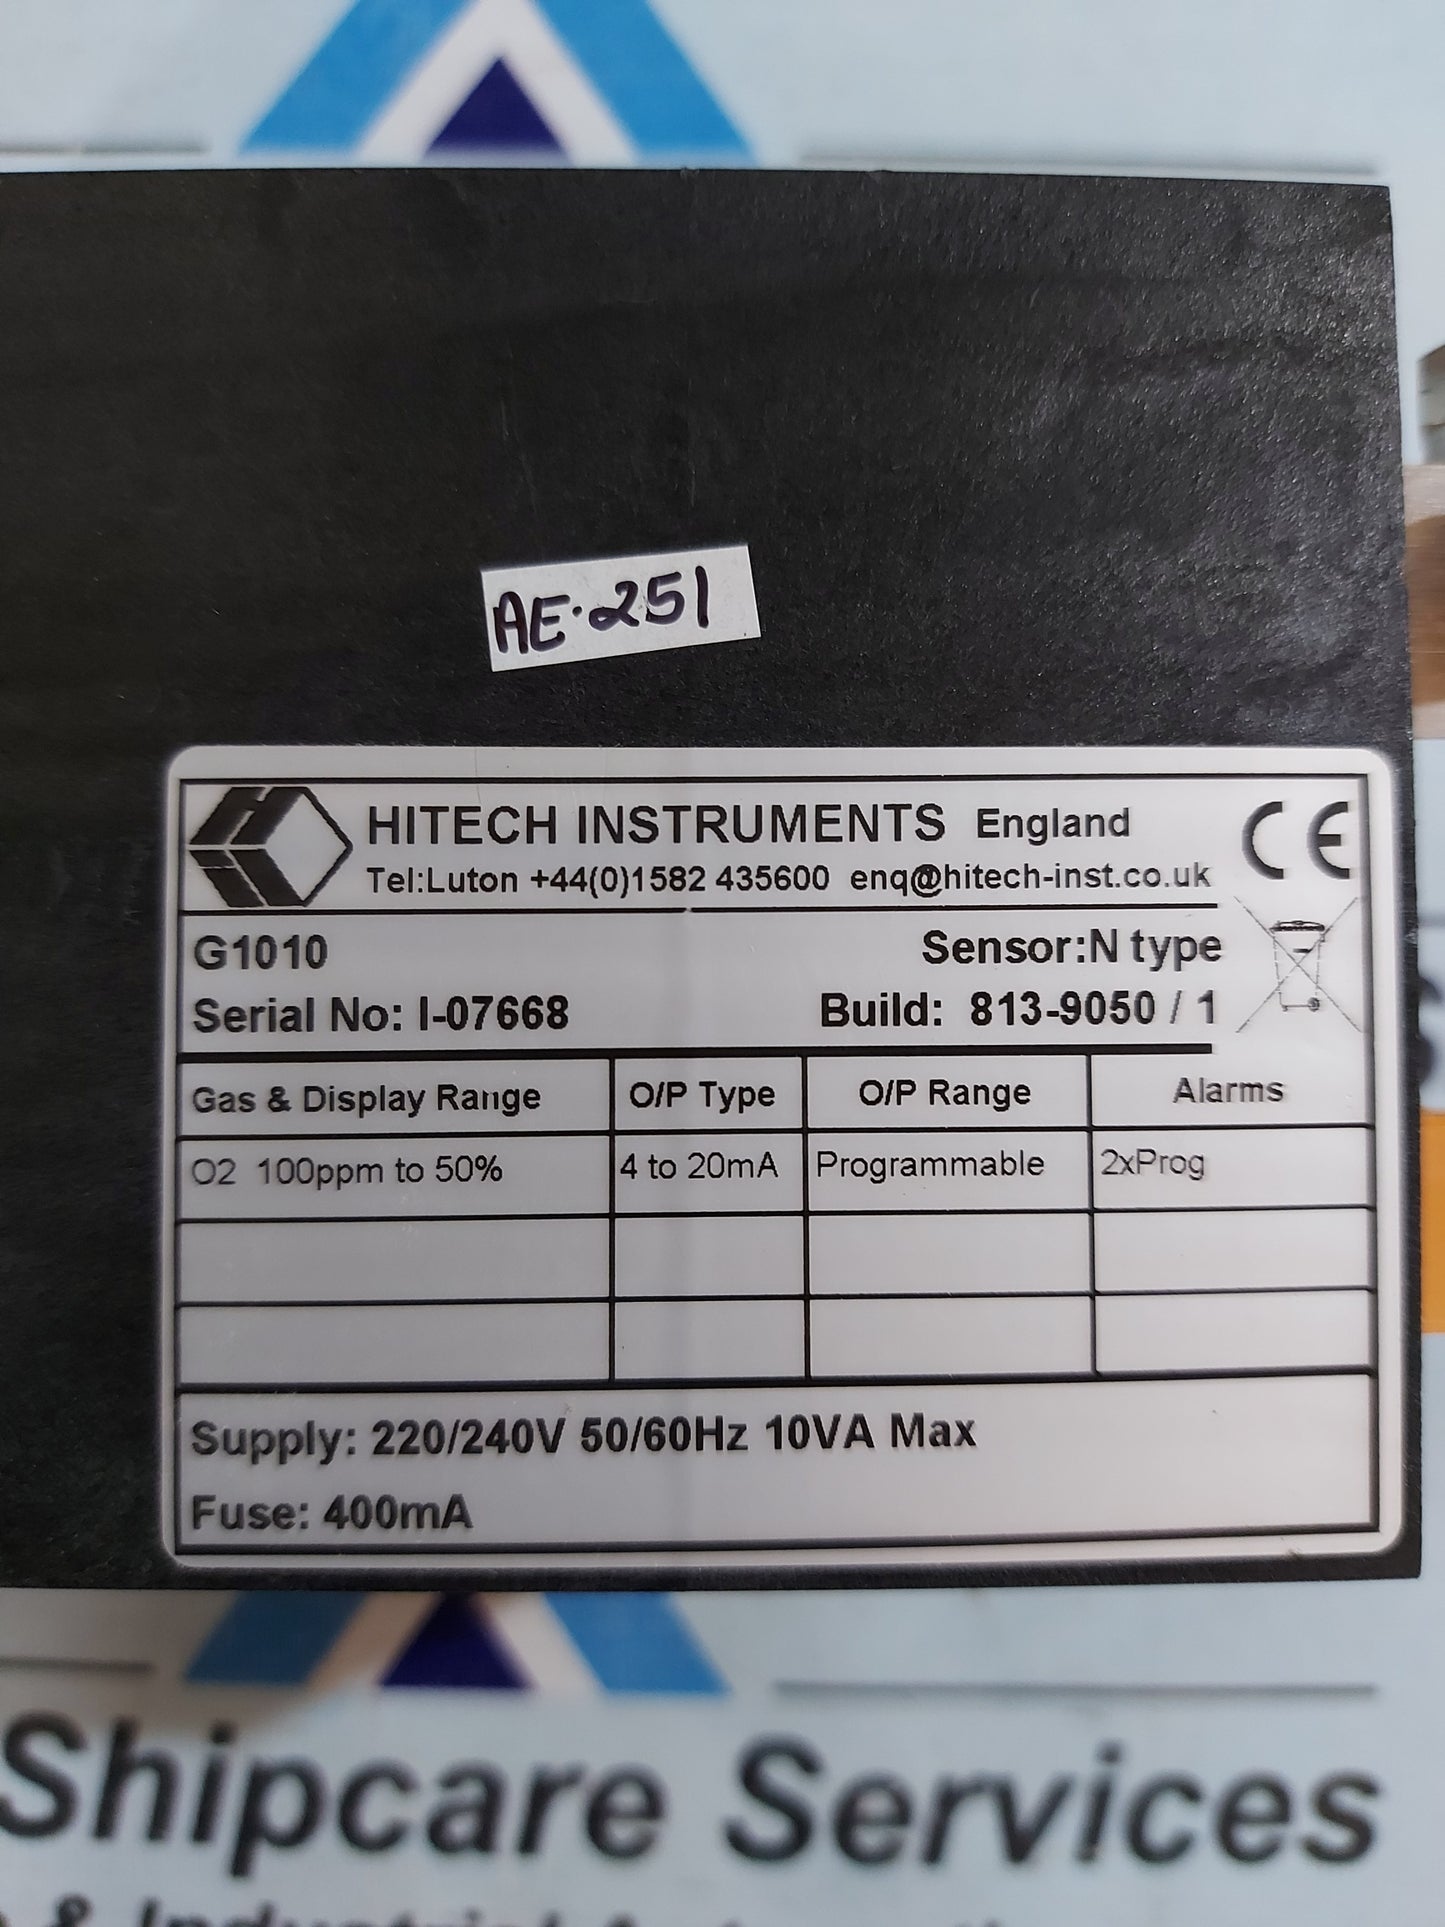 AE·251
HITECH INSTRUMENTS England
Tel:Luton +44(0)1582 435600 enq@hitech-inst.co.uk
CE
G1010 Sensor:N type
Serial No: I-07668 Build: 813-9050 / 1
Gas & Display Range O/P Type O/P Range Alarms
O2 100ppm to 50% 4 to 20mA Programmable 2xProg
Supply: 220/240V 50/60Hz 10VA Max
Fuse: 400mA
Shipcare Services
& Industrial